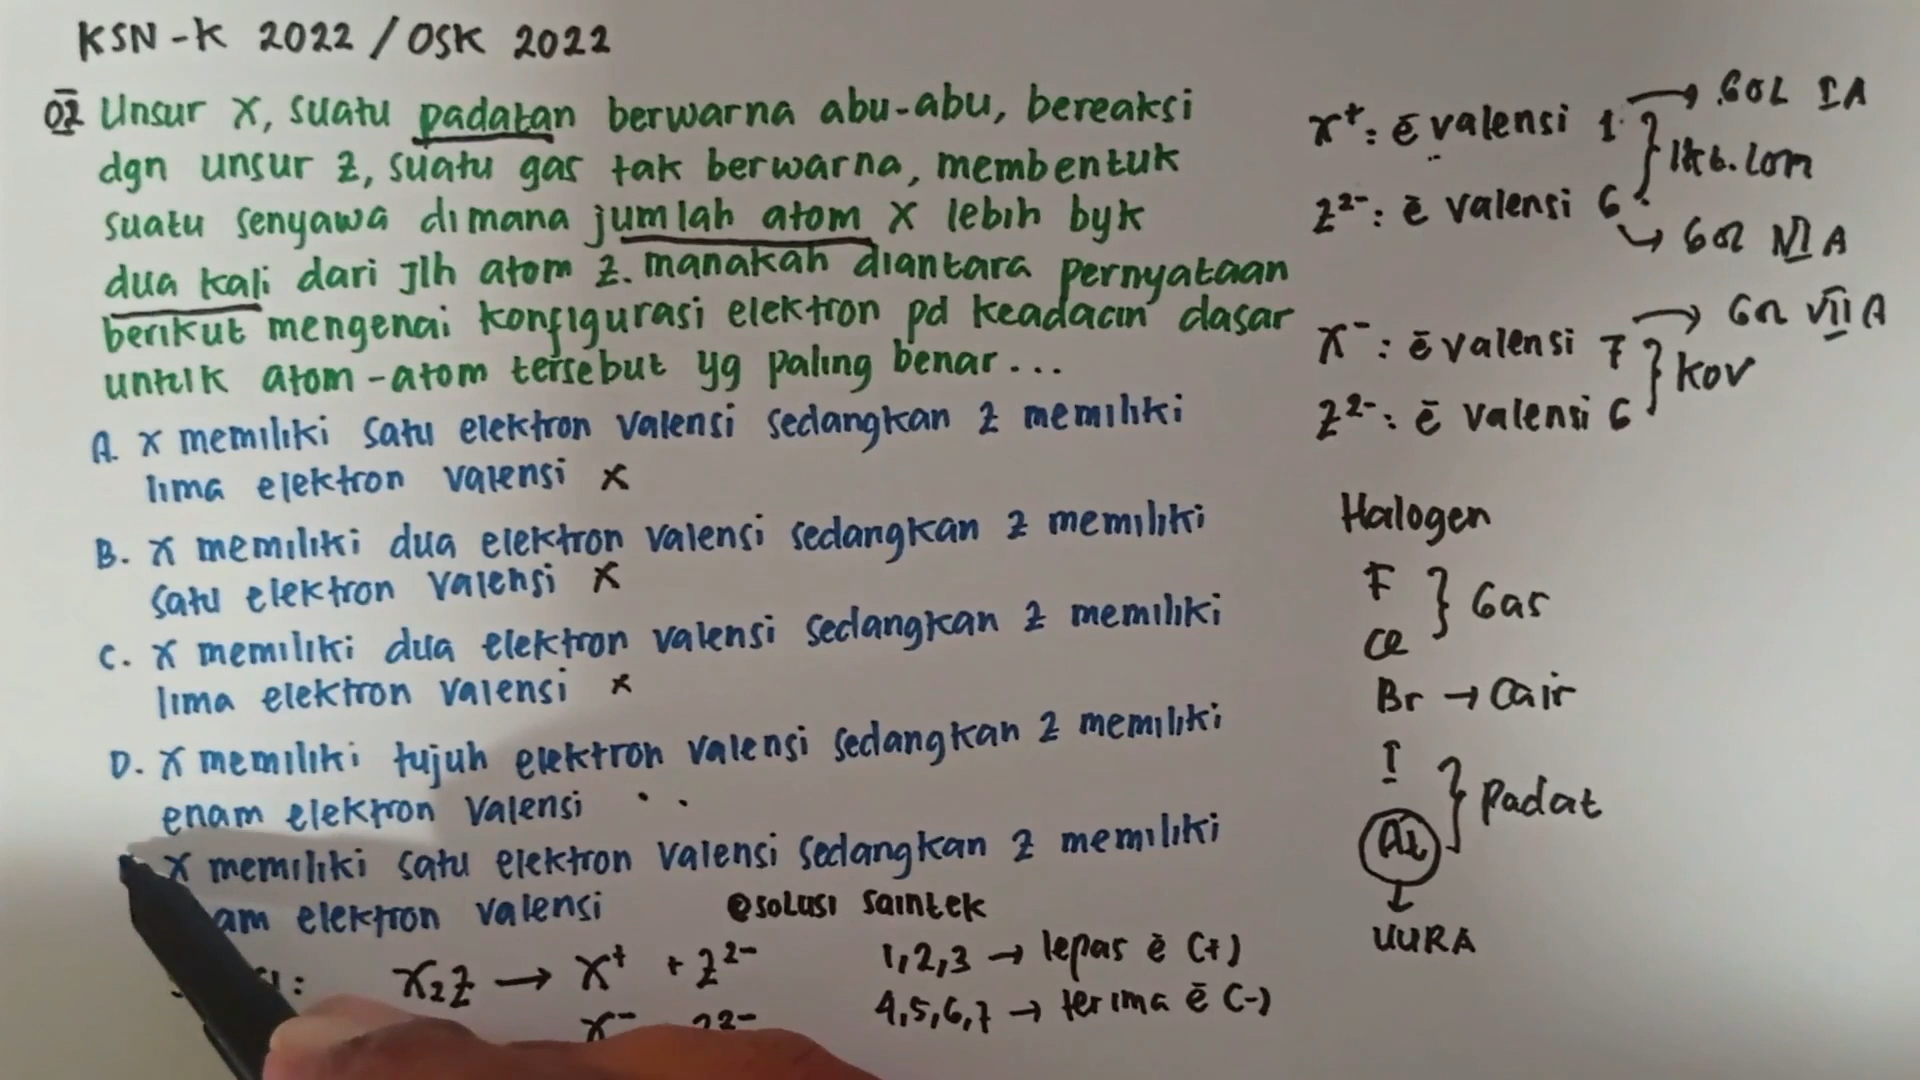 KSN-K 2022 / OSK 2022
02 Unsur X, suatu padatan berwarna abu-abu, bereaksi
dgn unsur Z, suatu gas tak berwarna, membentuk
suatu senyawa dimana jumlah atom X lebih byk
dua kali dari Jlh atom Z. manakah diantara pernyataan
berikut mengenai konfigurasi elektron pd keadaan dasar
untuk atom-atom tersebut yg paling benar...
A. X memiliki satu elektron valensi sedangkan Z memiliki
lima elektron valensi X
B. X memiliki dua elektron valensi sedangkan Z memiliki
satu elektron valensi X
C. X memiliki dua elektron valensi sedangkan Z memiliki
lima elektron valensi X
D. X memiliki tujuh elektron valensi sedangkan Z memiliki
enam elektron valensi
X memiliki satu elektron valensi sedangkan Z memiliki
am elektron valensi
@solusi saintek
X₂Z → X⁺ + Z²⁻
X⁻ Z²⁻
1,2,3 → lepas ē (+)
4,5,6,7 → terima ē (-)
X⁺: ē valensi 1 → Gol IA
Z²⁻: ē valensi 6 → Gol VIA
} Ikt. Ion
X⁻: ē valensi 7 → Gol VIIA
Z²⁻: ē valensi 6
} Kov
Halogen
F
Cl
} Gas
Br → Cair
I
At
} Padat
↓
UURA